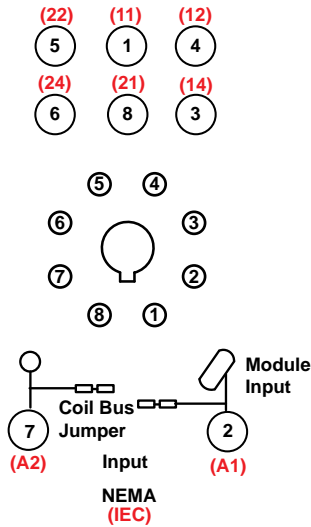 (22) (11) (12)
5 1 4
(24) (21) (14)
6 8 3
5 4
6 3
7 2
8 1
Module
Input
Coil Bus
Jumper
7 2
(A2) Input (A1)
NEMA
(IEC)